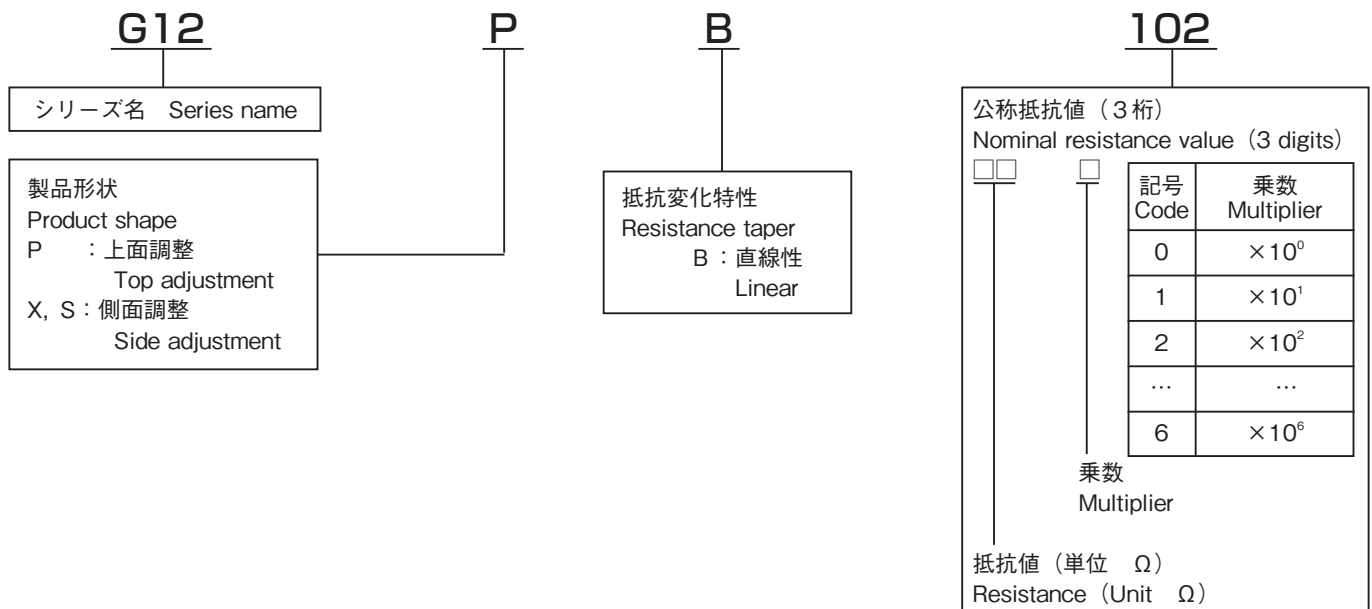 G12 P B 102
シリーズ名 Series name
製品形状
Product shape
P ：上面調整
Top adjustment
X, S：側面調整
Side adjustment
抵抗変化特性
Resistance taper
B：直線性
Linear
公称抵抗値（３桁）
Nominal resistance value（3 digits）
□□ □
記号 乗数
Code Multiplier
0 ×10⁰
1 ×10¹
2 ×10²
… …
6 ×10⁶
乗数
Multiplier
抵抗値（単位 Ω）
Resistance（Unit Ω）